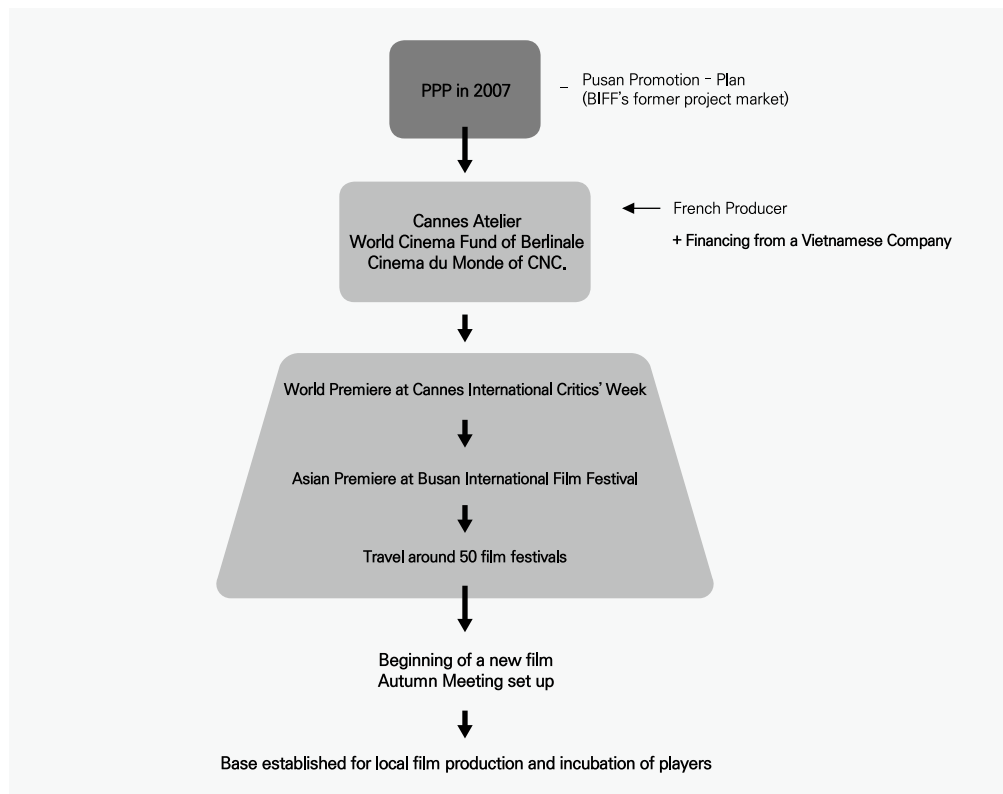 PPP in 2007
– Pusan Promotion - Plan
(BIFF's former project market)
Cannes Atelier
World Cinema Fund of Berlinale
Cinema du Monde of CNC.
French Producer
+ Financing from a Vietnamese Company
World Premiere at Cannes International Critics' Week
Asian Premiere at Busan International Film Festival
Travel around 50 film festivals
Beginning of a new film
Autumn Meeting set up
Base established for local film production and incubation of players